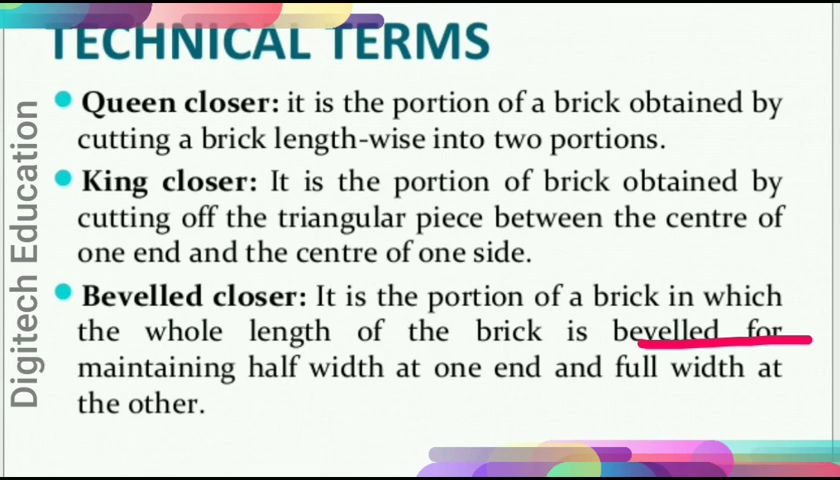 TECHNICAL TERMS
Queen closer: it is the portion of a brick obtained by
cutting a brick length-wise into two portions.
King closer: It is the portion of brick obtained by
cutting off the triangular piece between the centre of
one end and the centre of one side.
Bevelled closer: It is the portion of a brick in which
the whole length of the brick is bevelled for
maintaining half width at one end and full width at
the other.
Digitech Education